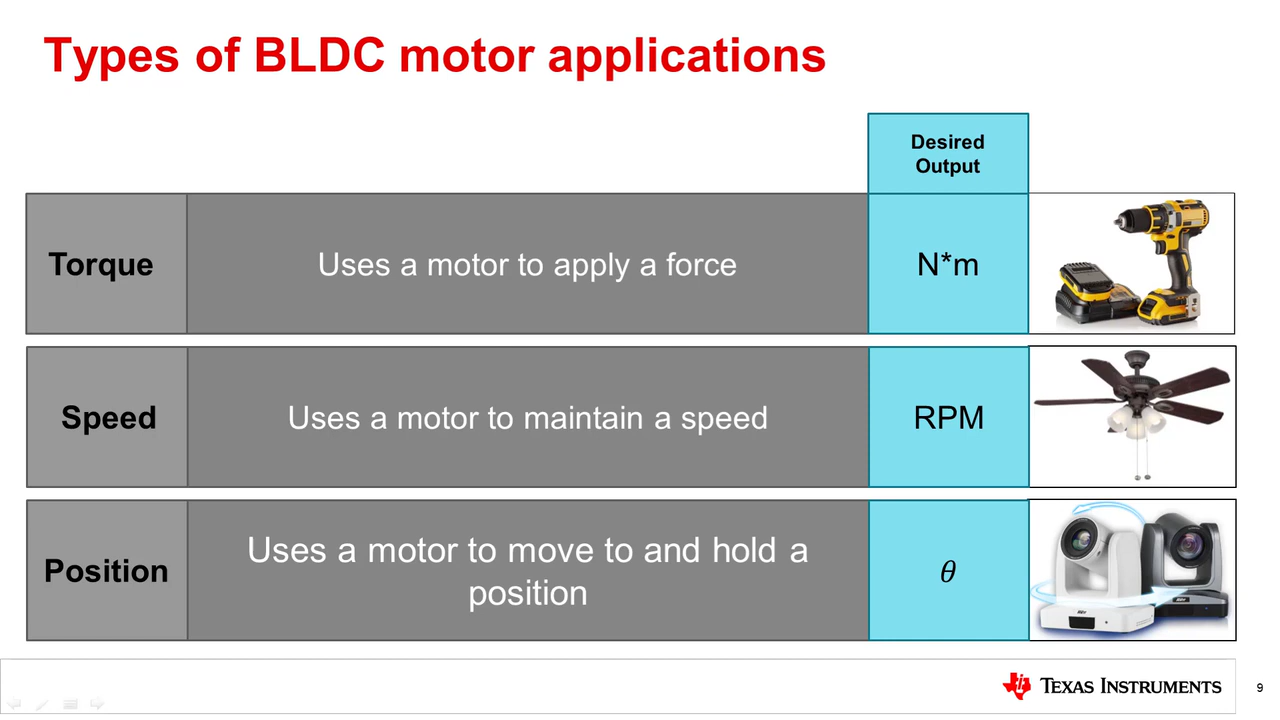 Types of BLDC motor applications
Desired
Output
Torque
Uses a motor to apply a force
N*m
Speed
Uses a motor to maintain a speed
RPM
Position
Uses a motor to move to and hold a
position
θ
TEXAS INSTRUMENTS
9